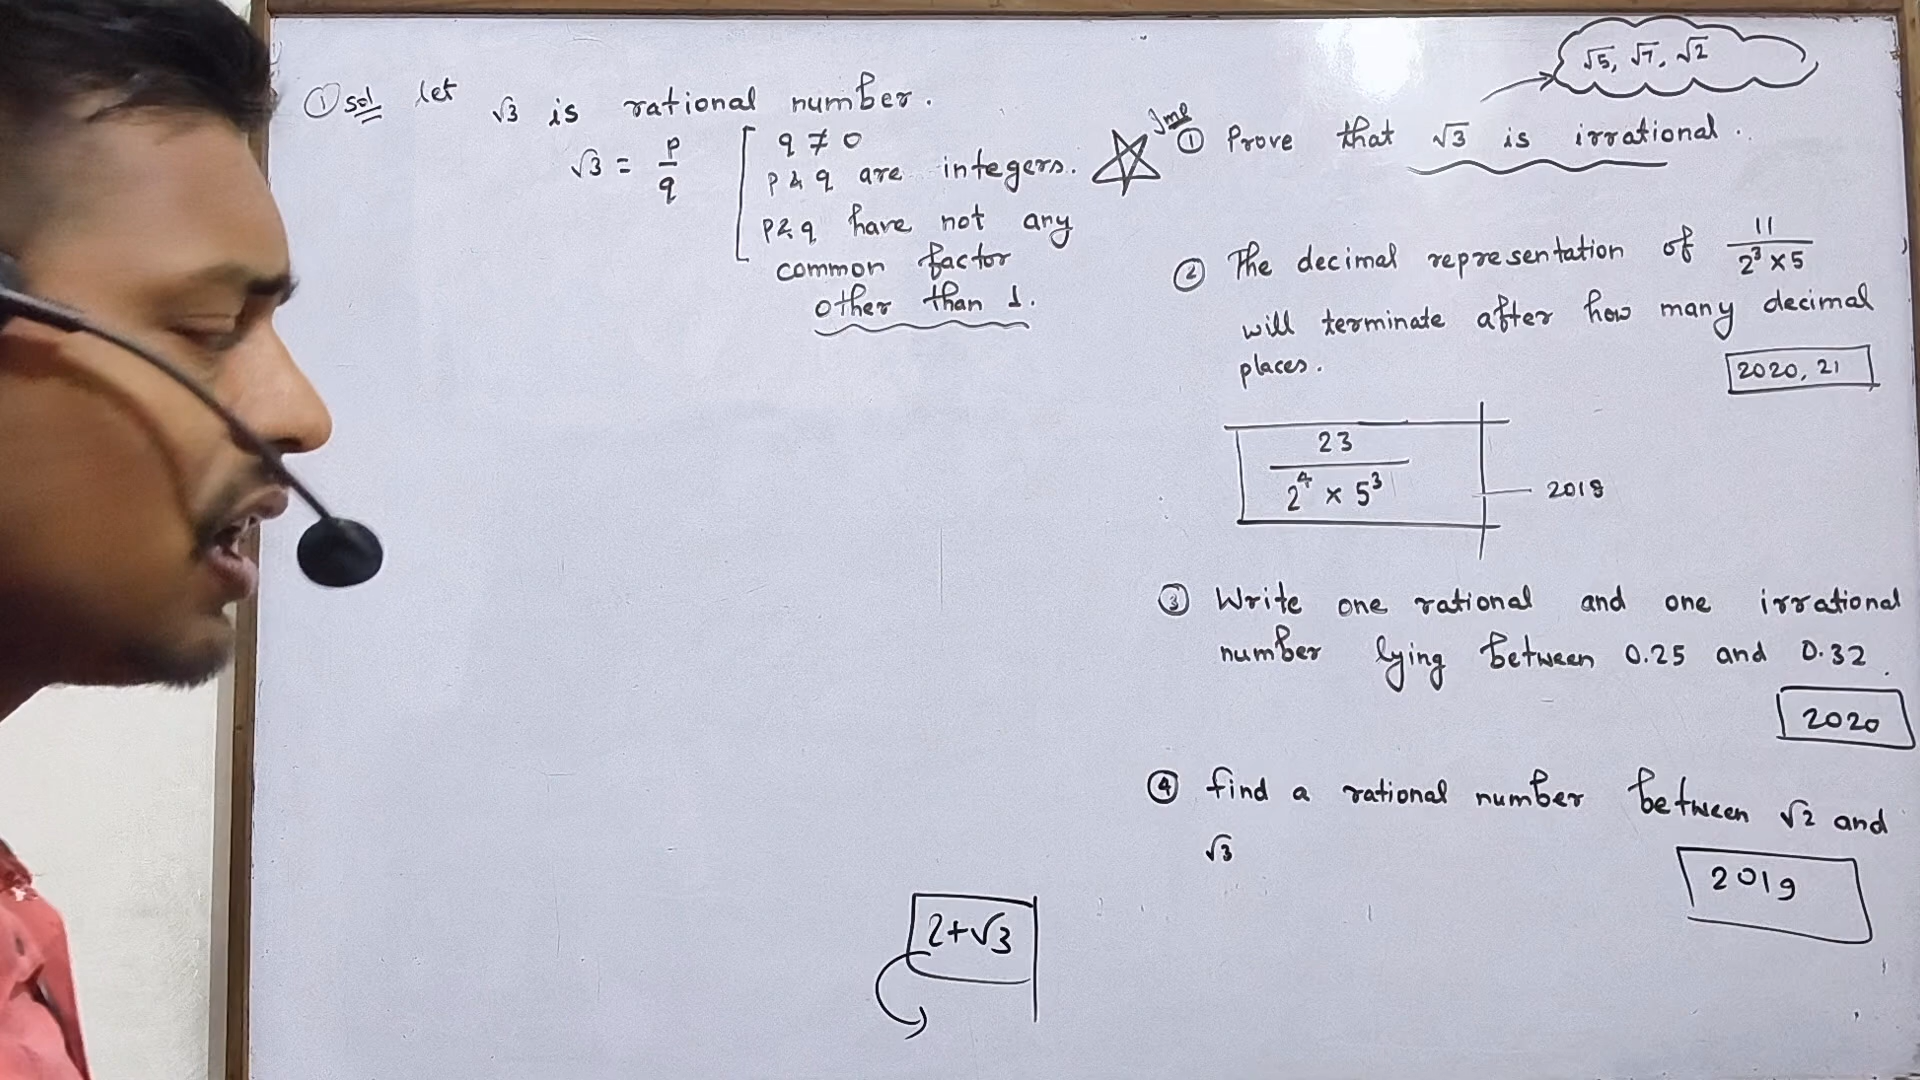 ① Sol let √3 is rational number.
√3 = p/q
q ≠ 0
p & q are integers.
p & q have not any
common factor
other than 1.
√5, √7, √2
Imp
① Prove that √3 is irrational.
② The decimal representation of 11/(2³ × 5)
will terminate after how many decimal
places.
2020, 21
23/(2⁴ × 5³)
2019
③ Write one rational and one irrational
number lying between 0.25 and 0.32.
2020
④ find a rational number between √2 and
√3
2019
2+√3